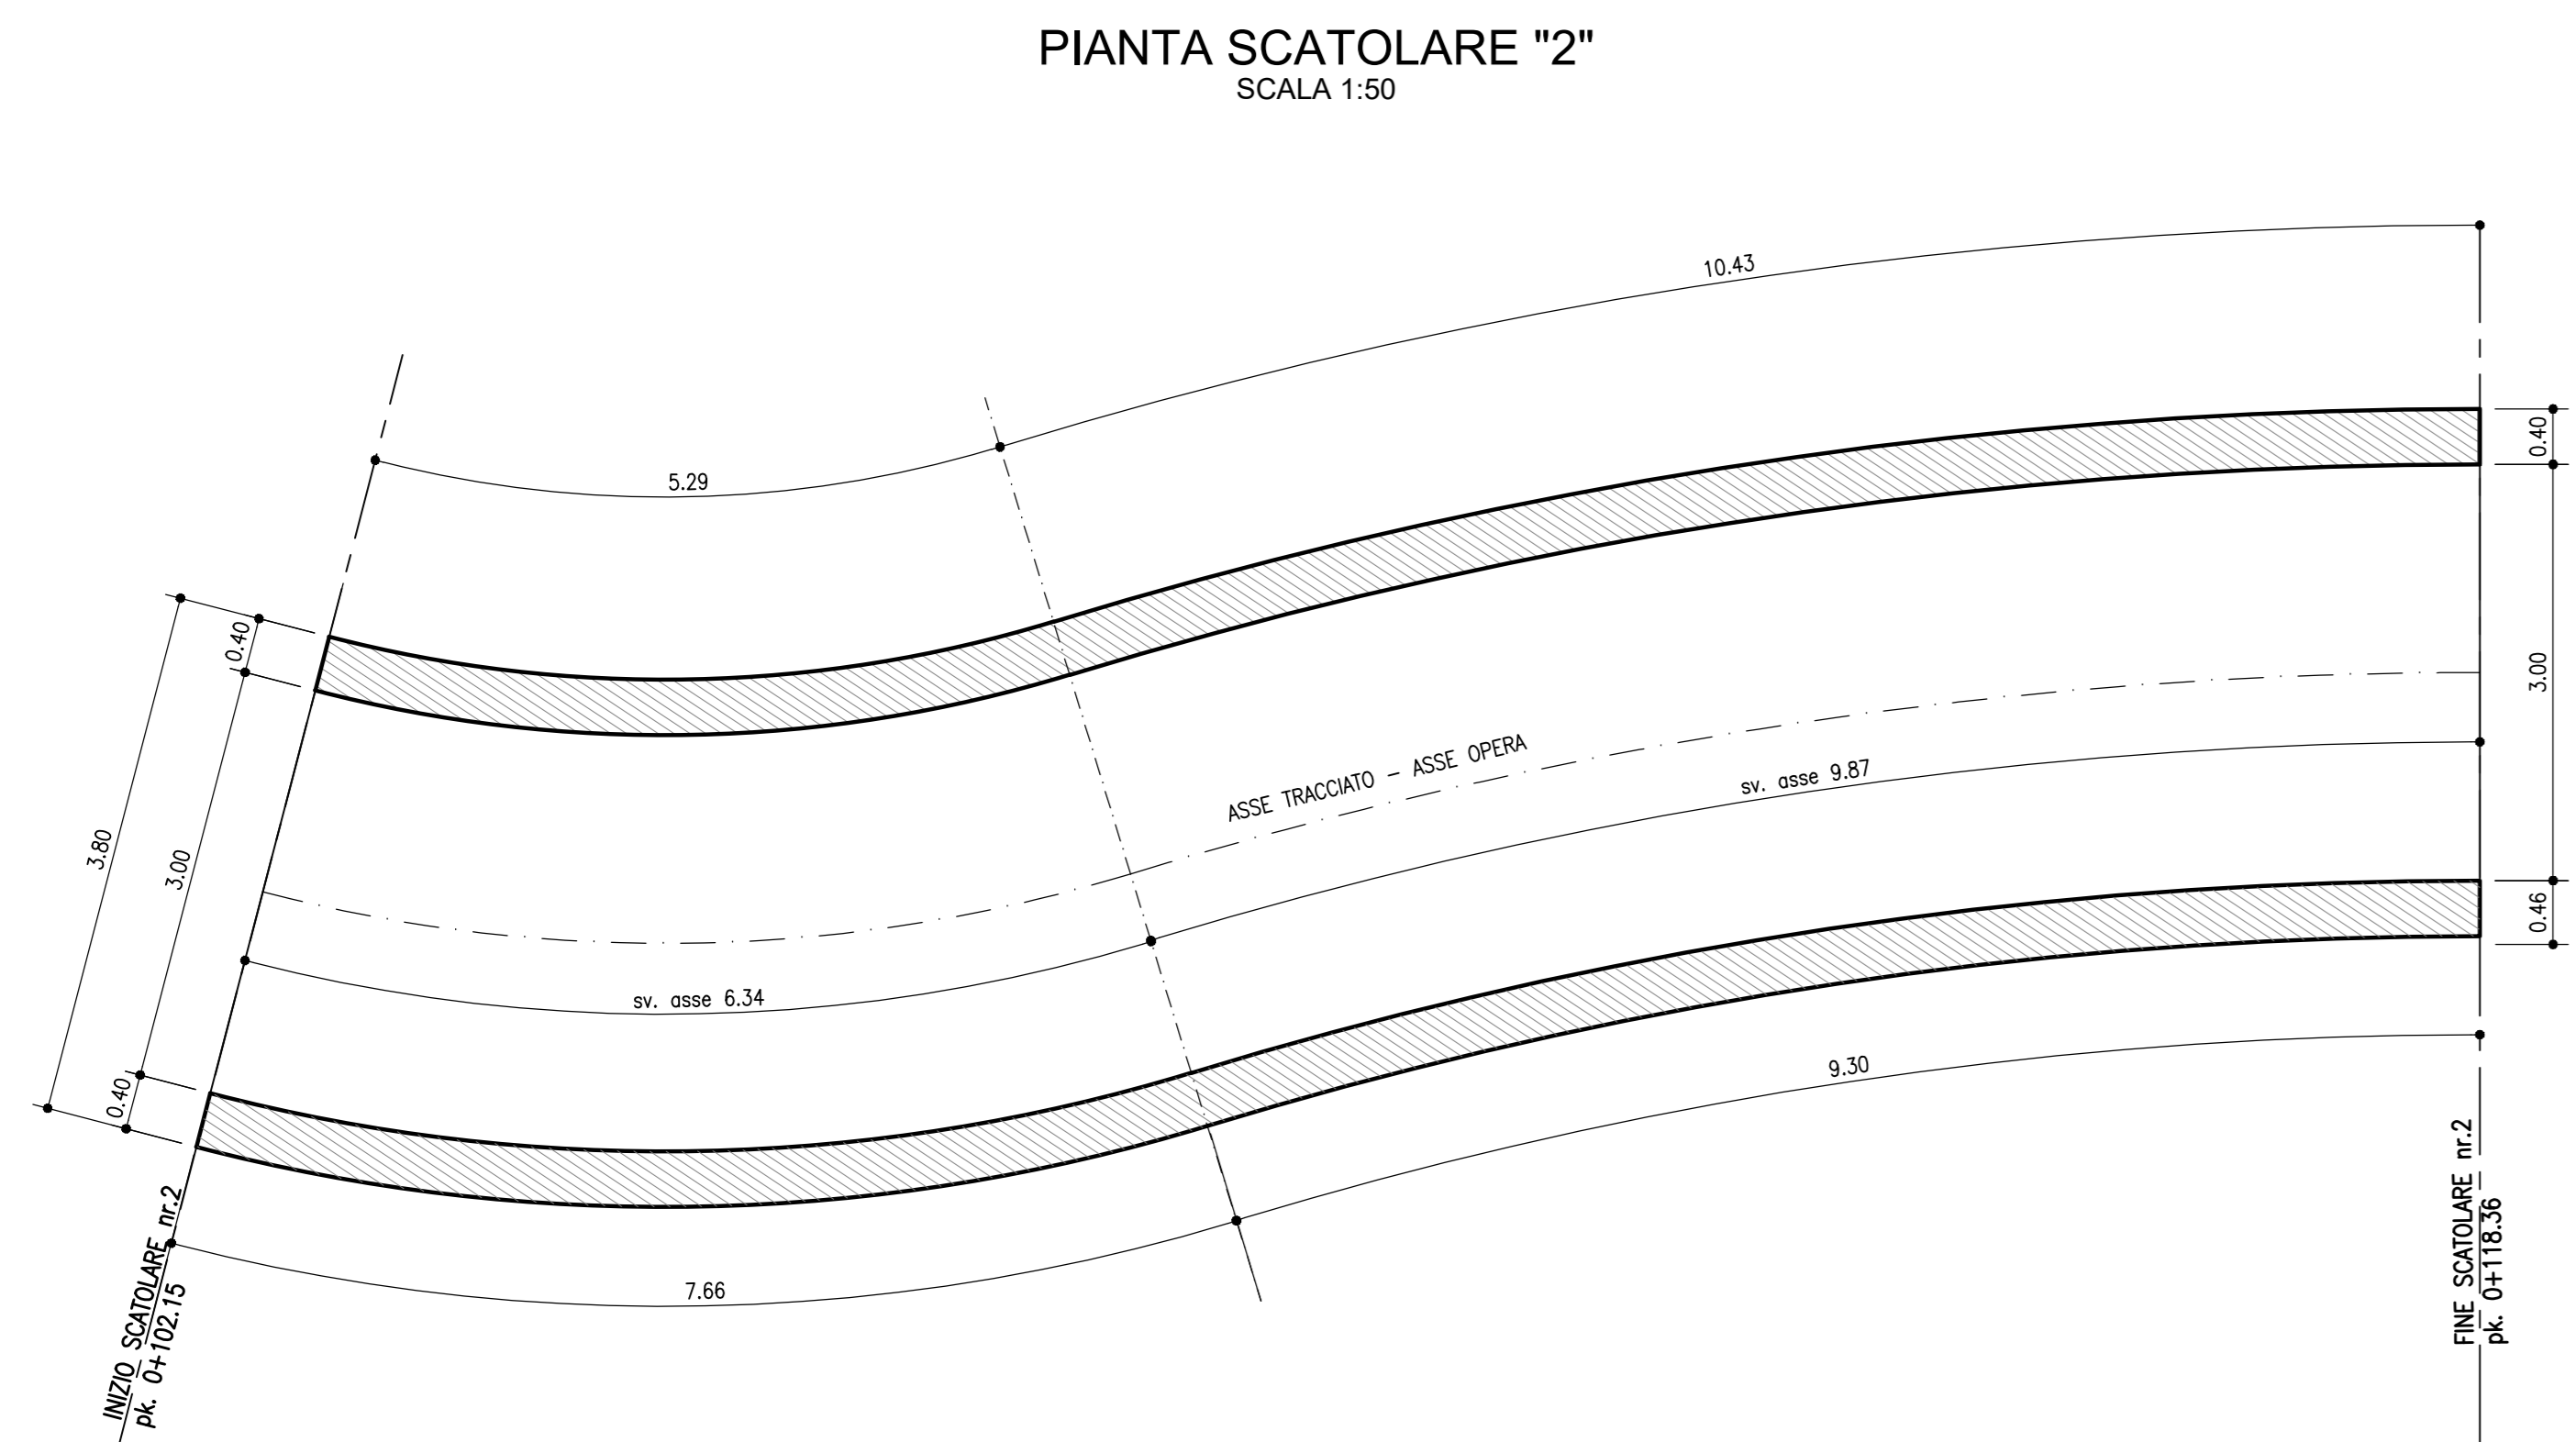 PIANTA SCATOLARE "2"
SCALA 1:50
10.43
5.29
0.40
3.00
0.46
0.40
3.00
0.40
3.80
ASSE TRACCIATO - ASSE OPERA
sv. asse 9.87
sv. asse 6.34
9.30
7.66
INIZIO SCATOLARE nr.2
pk. 0+102.15
FINE SCATOLARE nr.2
pk. 0+118.36